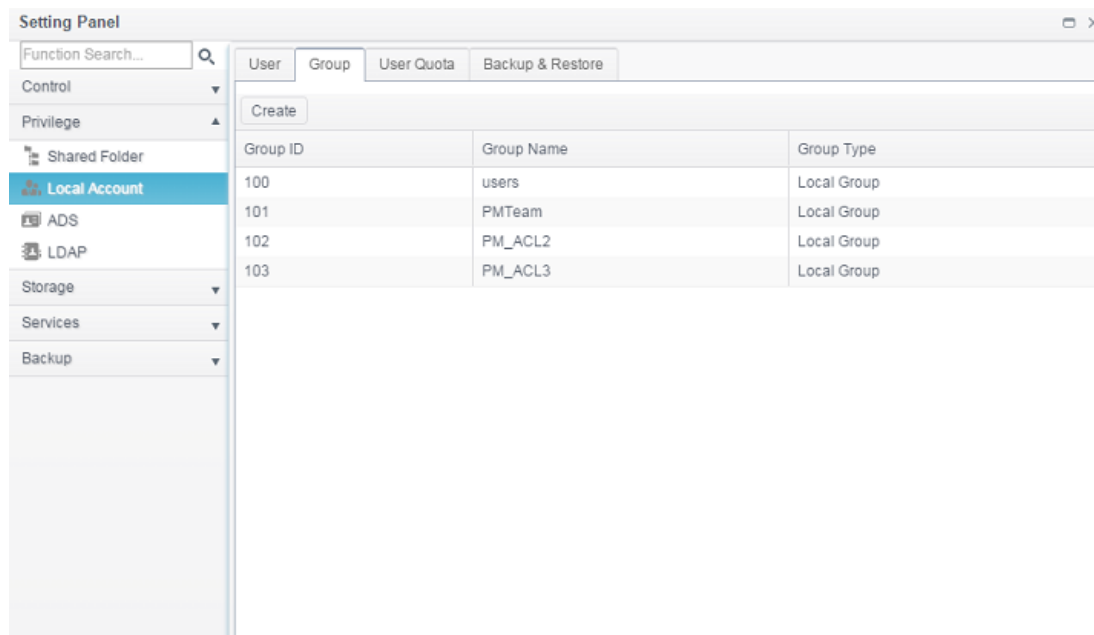 Setting Panel
Function Search...
Control
Privilege
Shared Folder
Local Account
ADS
LDAP
Storage
Services
Backup
User Group User Quota Backup & Restore
Create
Group ID Group Name Group Type
100 users Local Group
101 PMTeam Local Group
102 PM_ACL2 Local Group
103 PM_ACL3 Local Group